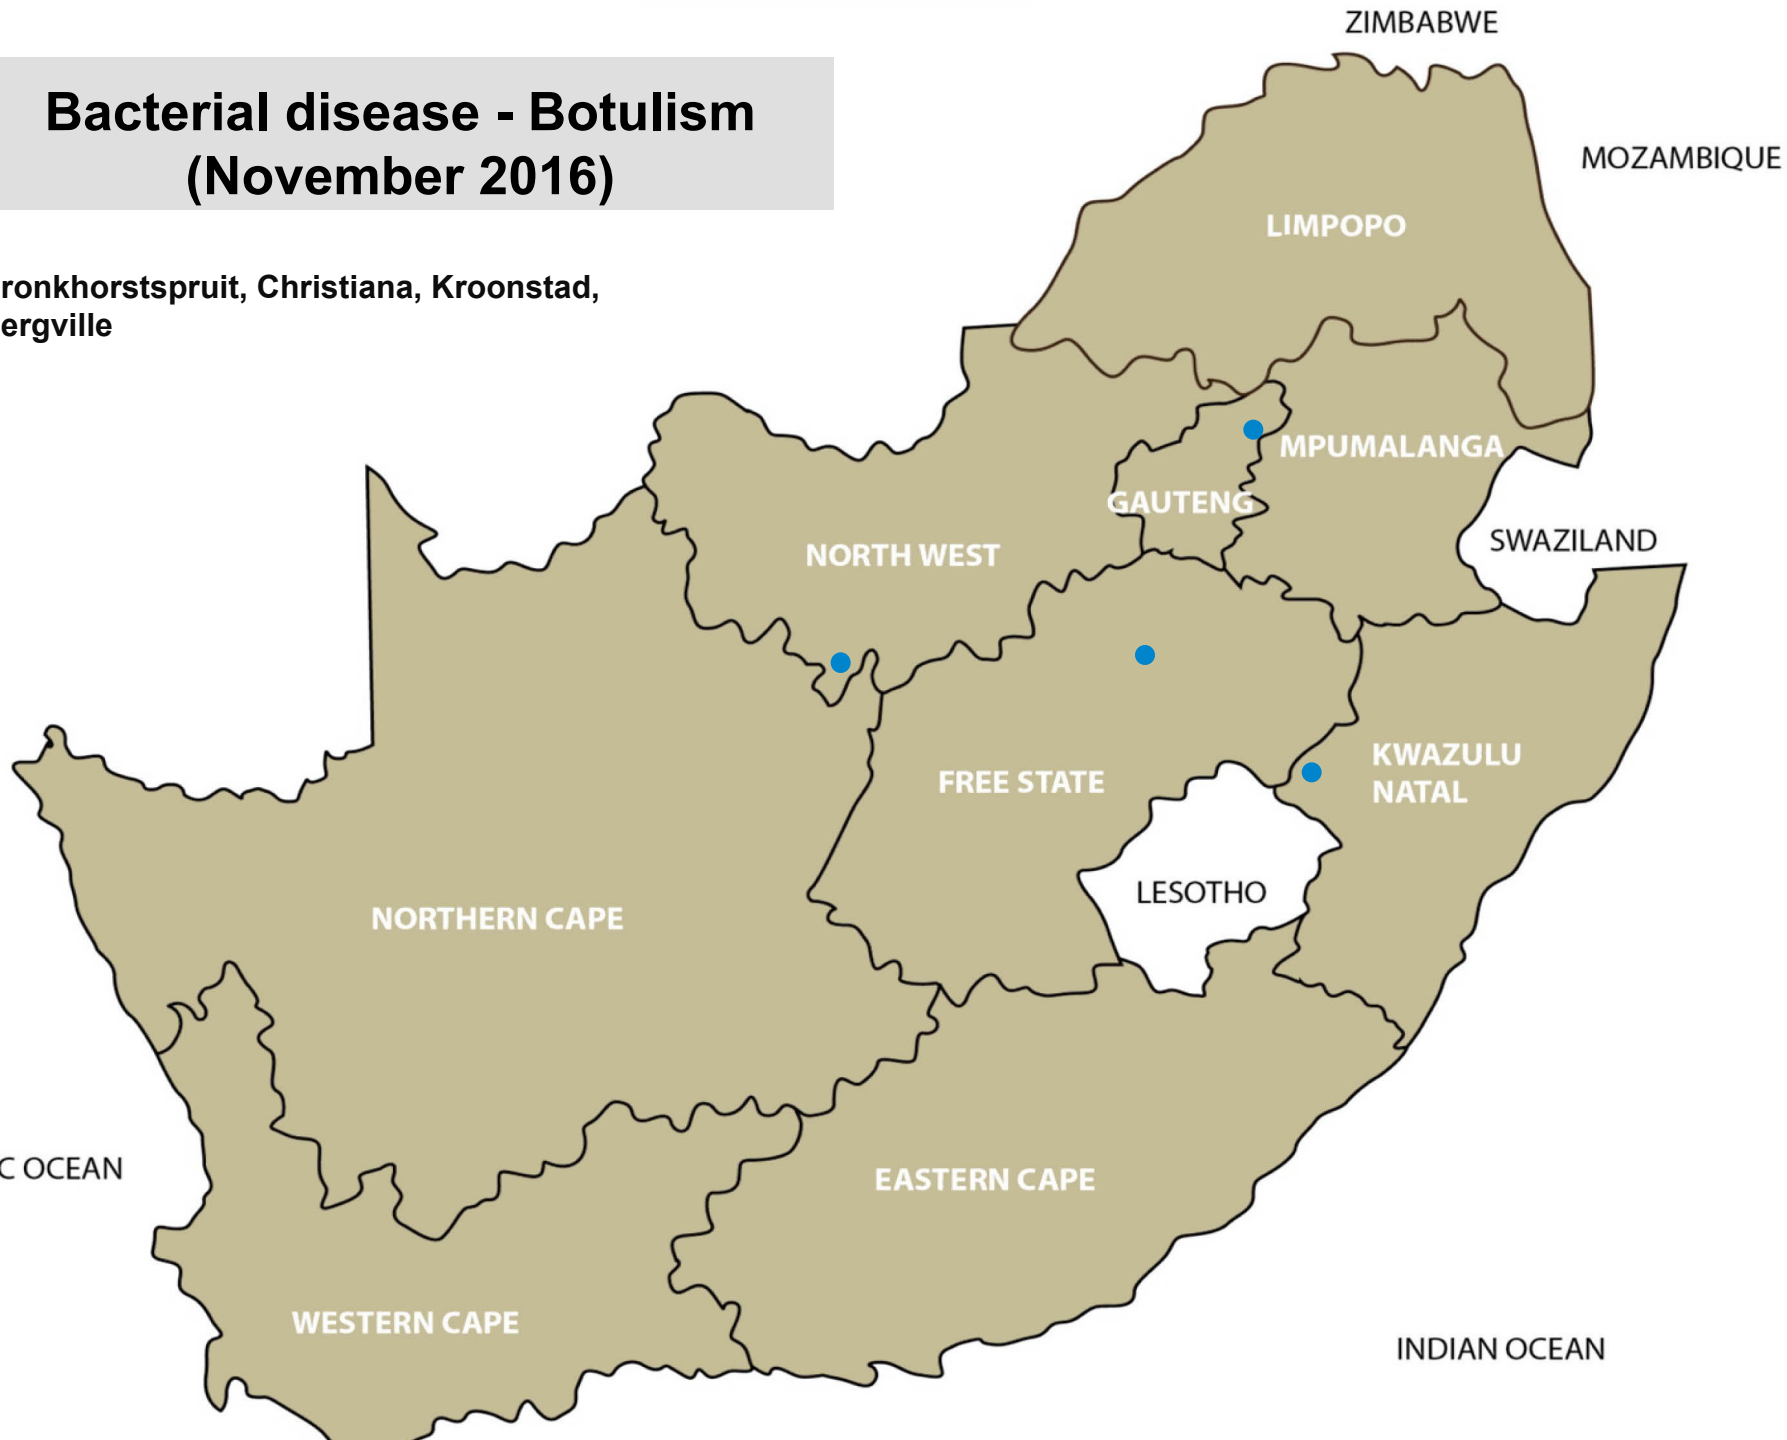 ZIMBABWE
Bacterial disease - Botulism
(November 2016)
MOZAMBIQUE
LIMPOPO
ronkhorstspruit, Christiana, Kroonstad,
ergville
MPUMALANGA
GAUTENG
SWAZILAND
NORTH WEST
KWAZULU
NATAL
FREE STATE
LESOTHO
NORTHERN CAPE
C OCEAN
EASTERN CAPE
WESTERN CAPE
INDIAN OCEAN